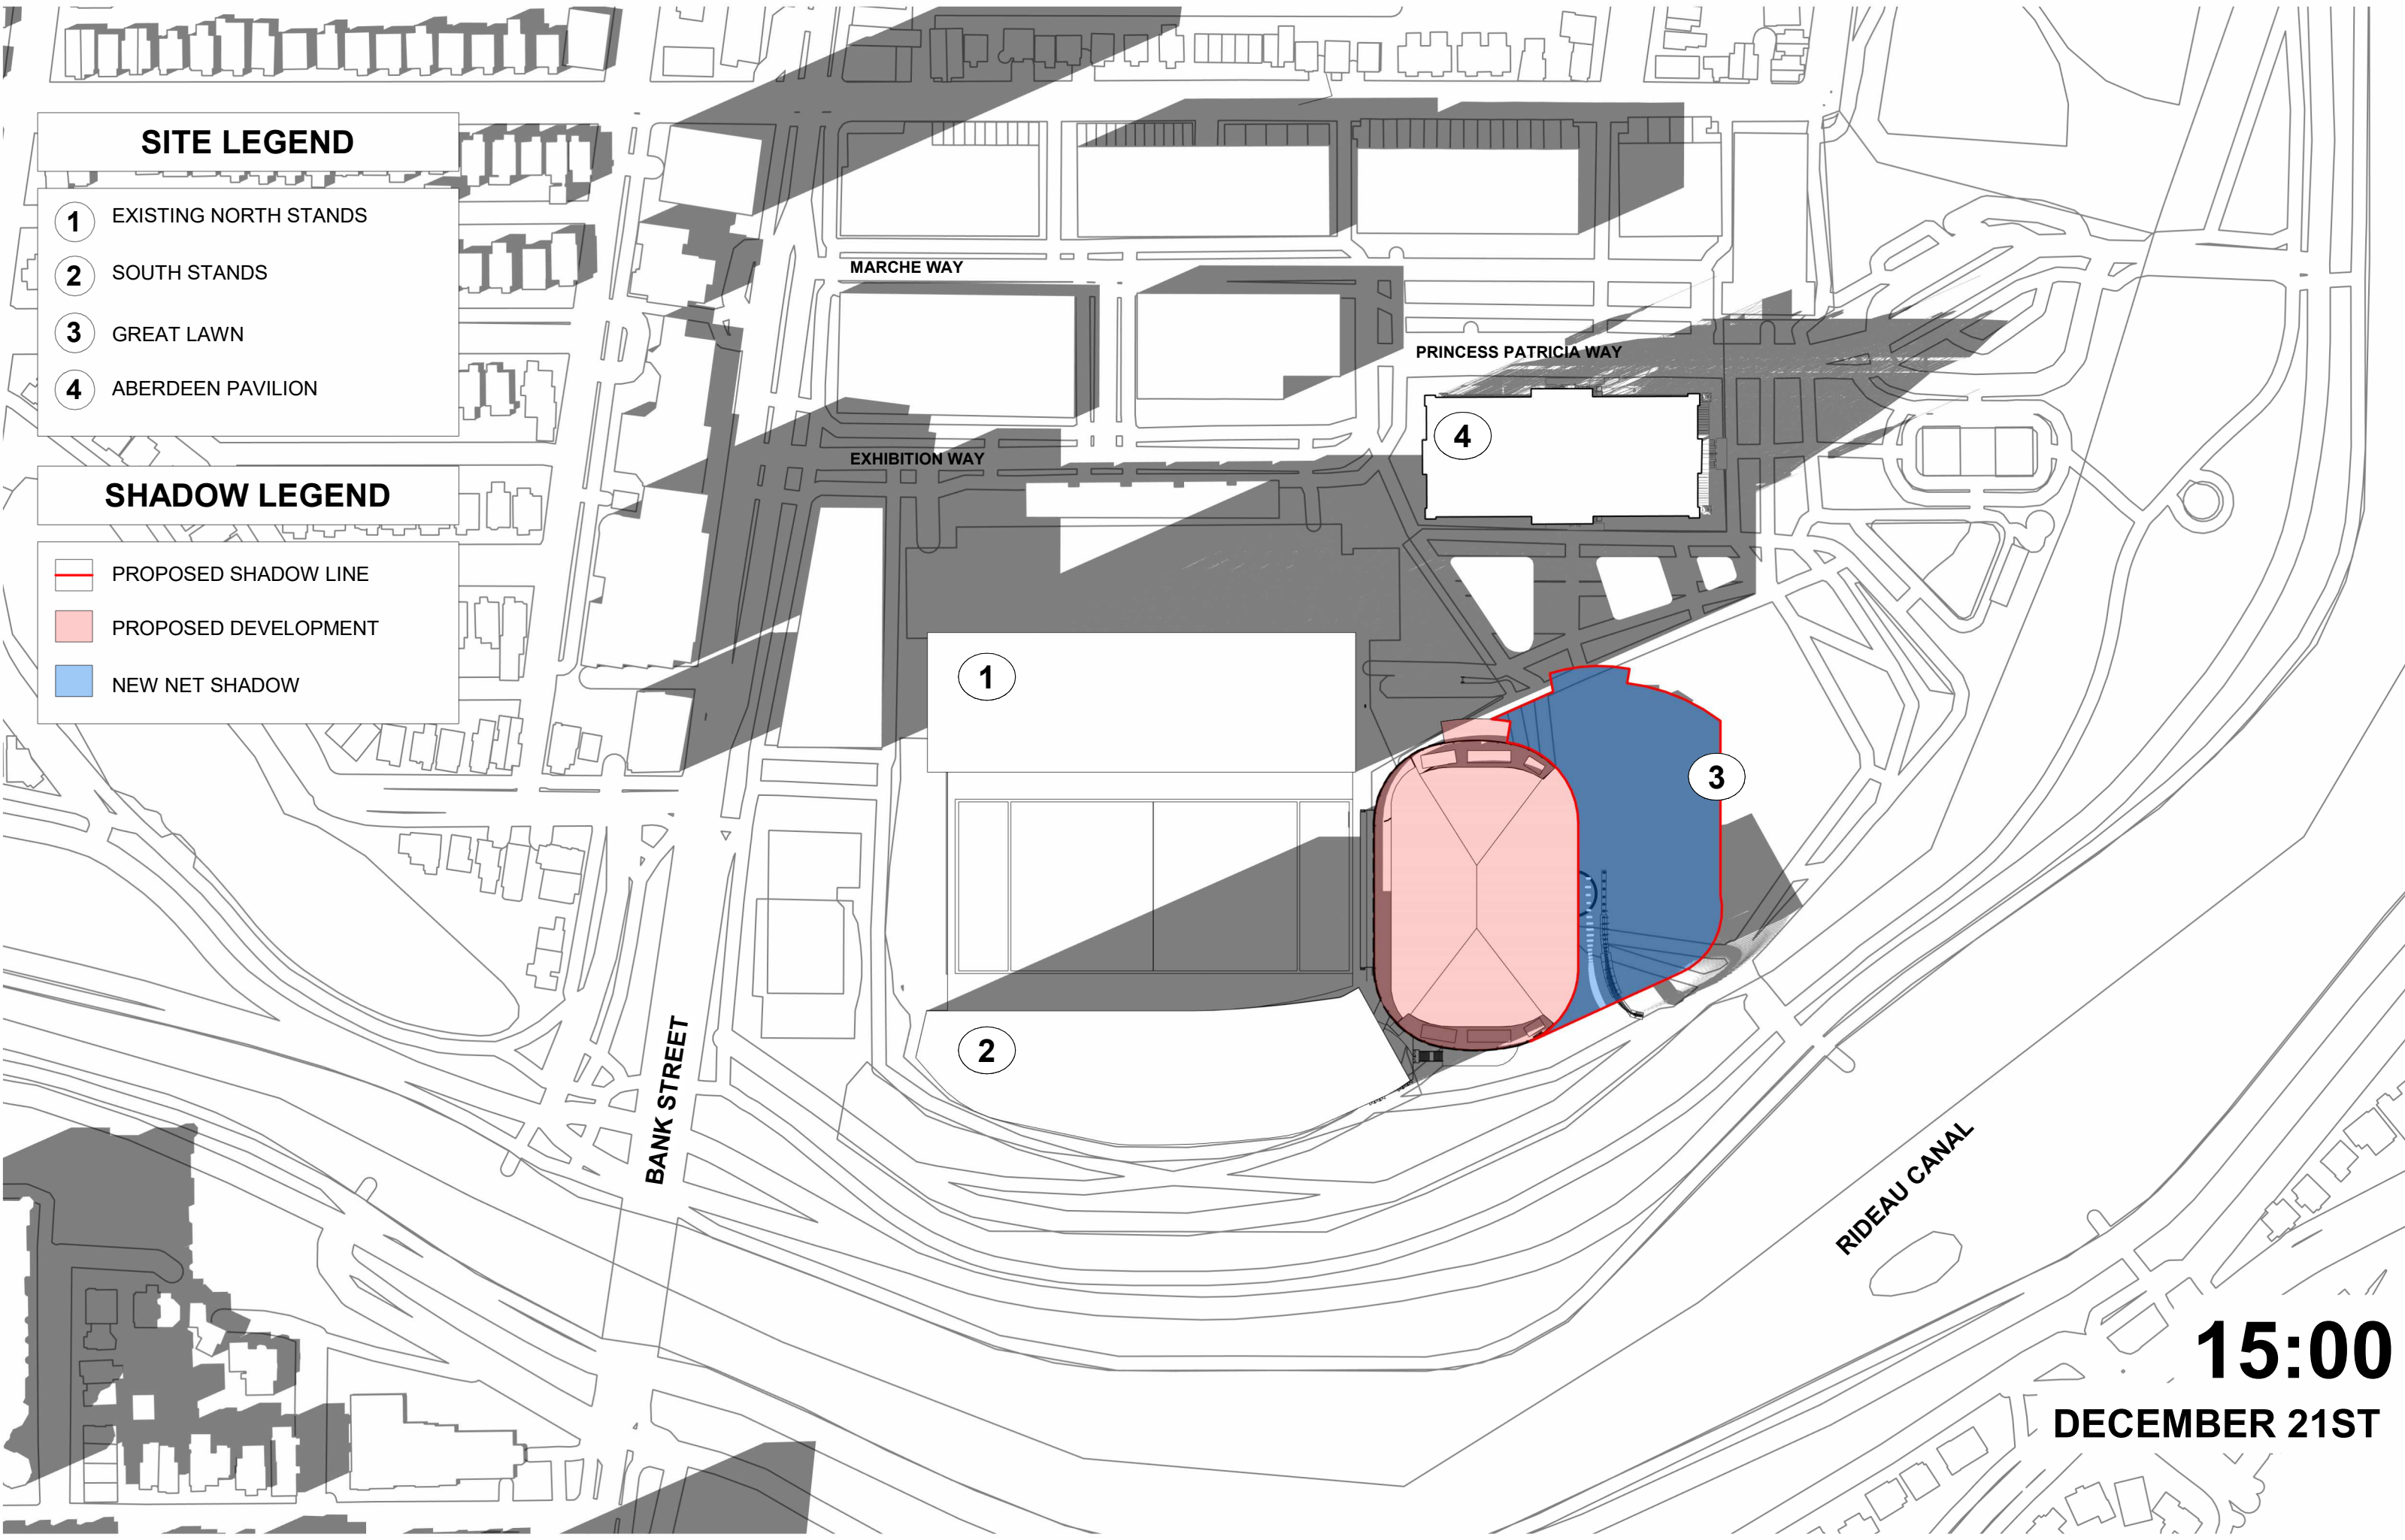 SITE LEGEND
1 EXISTING NORTH STANDS
2 SOUTH STANDS
3 GREAT LAWN
4 ABERDEEN PAVILION
SHADOW LEGEND
PROPOSED SHADOW LINE
PROPOSED DEVELOPMENT
NEW NET SHADOW
MARCHE WAY
PRINCESS PATRICIA WAY
4
EXHIBITION WAY
1
3
2
BANK STREET
RIDEAU CANAL
15:00
DECEMBER 21ST